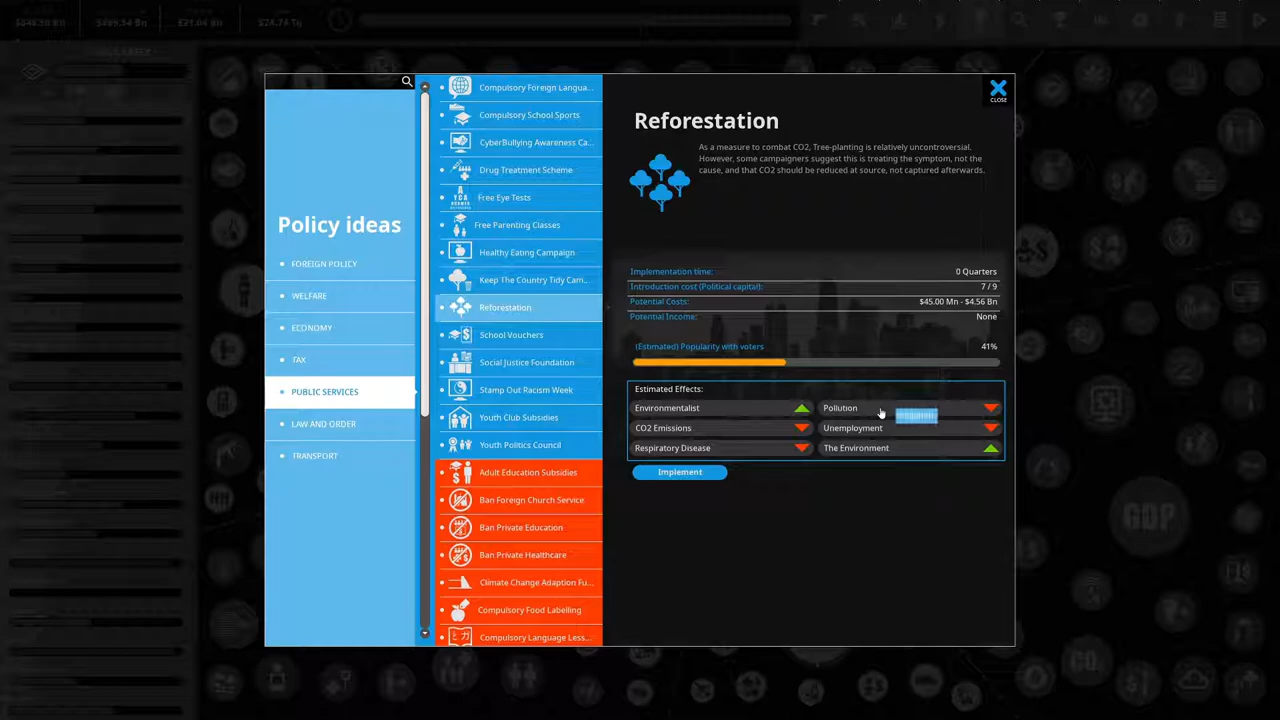 CLOSE
Policy ideas
FOREIGN POLICY
WELFARE
ECONOMY
TAX
PUBLIC SERVICES
LAW AND ORDER
TRANSPORT
Compulsory Foreign Langua...
Compulsory School Sports
CyberBullying Awareness Ca...
Drug Treatment Scheme
Free Eye Tests
Free Parenting Classes
Healthy Eating Campaign
Keep The Country Tidy Cam...
Reforestation
School Vouchers
Social Justice Foundation
Stamp Out Racism Week
Youth Club Subsidies
Youth Politics Council
Adult Education Subsidies
Ban Foreign Church Service
Ban Private Education
Ban Private Healthcare
Climate Change Adaption Fu...
Compulsory Food Labelling
Compulsory Language Less...
Reforestation
As a measure to combat CO2, Tree-planting is relatively uncontroversial.
However, some campaigners suggest this is treating the symptom, not the
cause, and that CO2 should be reduced at source, not captured afterwards.
Implementation time: 0 Quarters
Introduction cost (Political capital): 7 / 9
Potential Costs: $45.00 Mn - $4.56 Bn
Potential Income: None
(Estimated) Popularity with voters 41%
Estimated Effects:
Environmentalist Pollution
CO2 Emissions Unemployment
Respiratory Disease The Environment
Implement
GDP